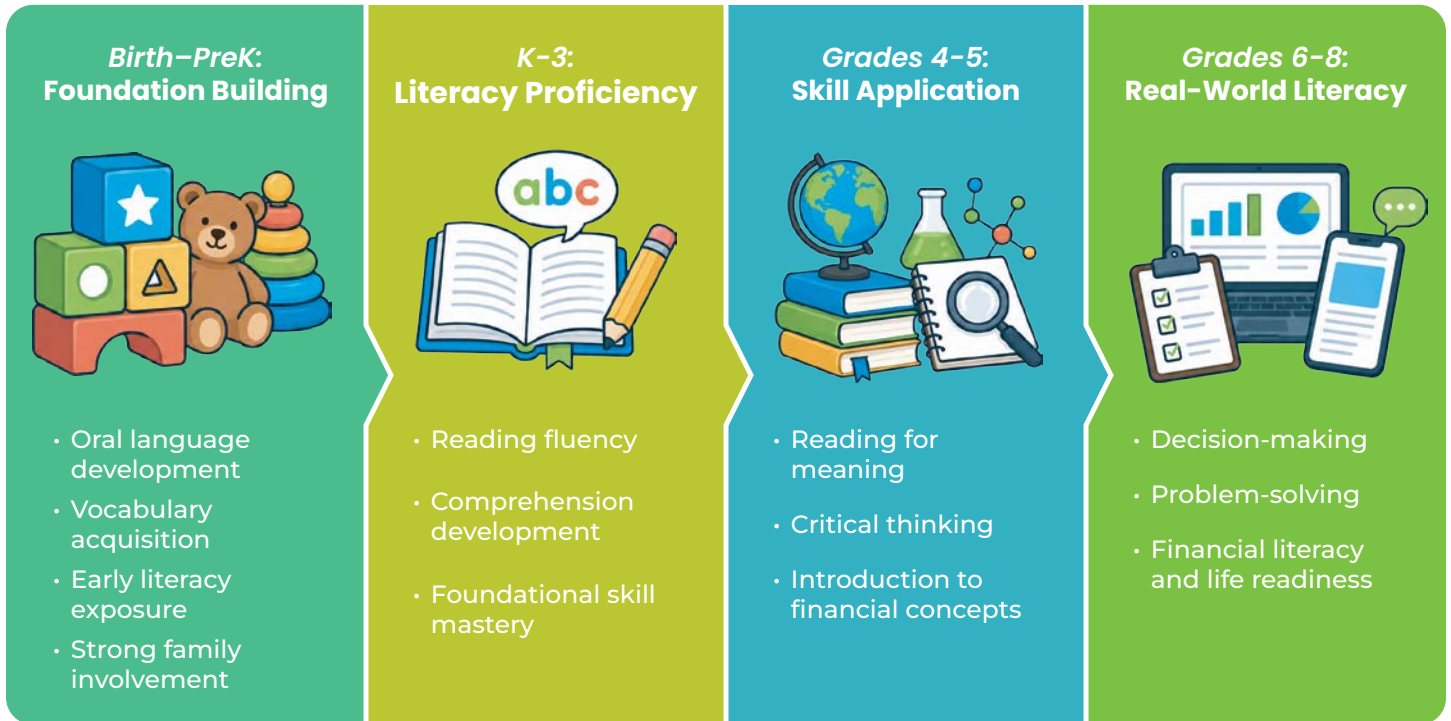 Birth–PreK:
Foundation Building
• Oral language
development
• Vocabulary
acquisition
• Early literacy
exposure
• Strong family
involvement
K–3:
Literacy Proficiency
abc
• Reading fluency
• Comprehension
development
• Foundational skill
mastery
Grades 4–5:
Skill Application
• Reading for
meaning
• Critical thinking
• Introduction to
financial concepts
Grades 6–8:
Real-World Literacy
• Decision-making
• Problem-solving
• Financial literacy
and life readiness